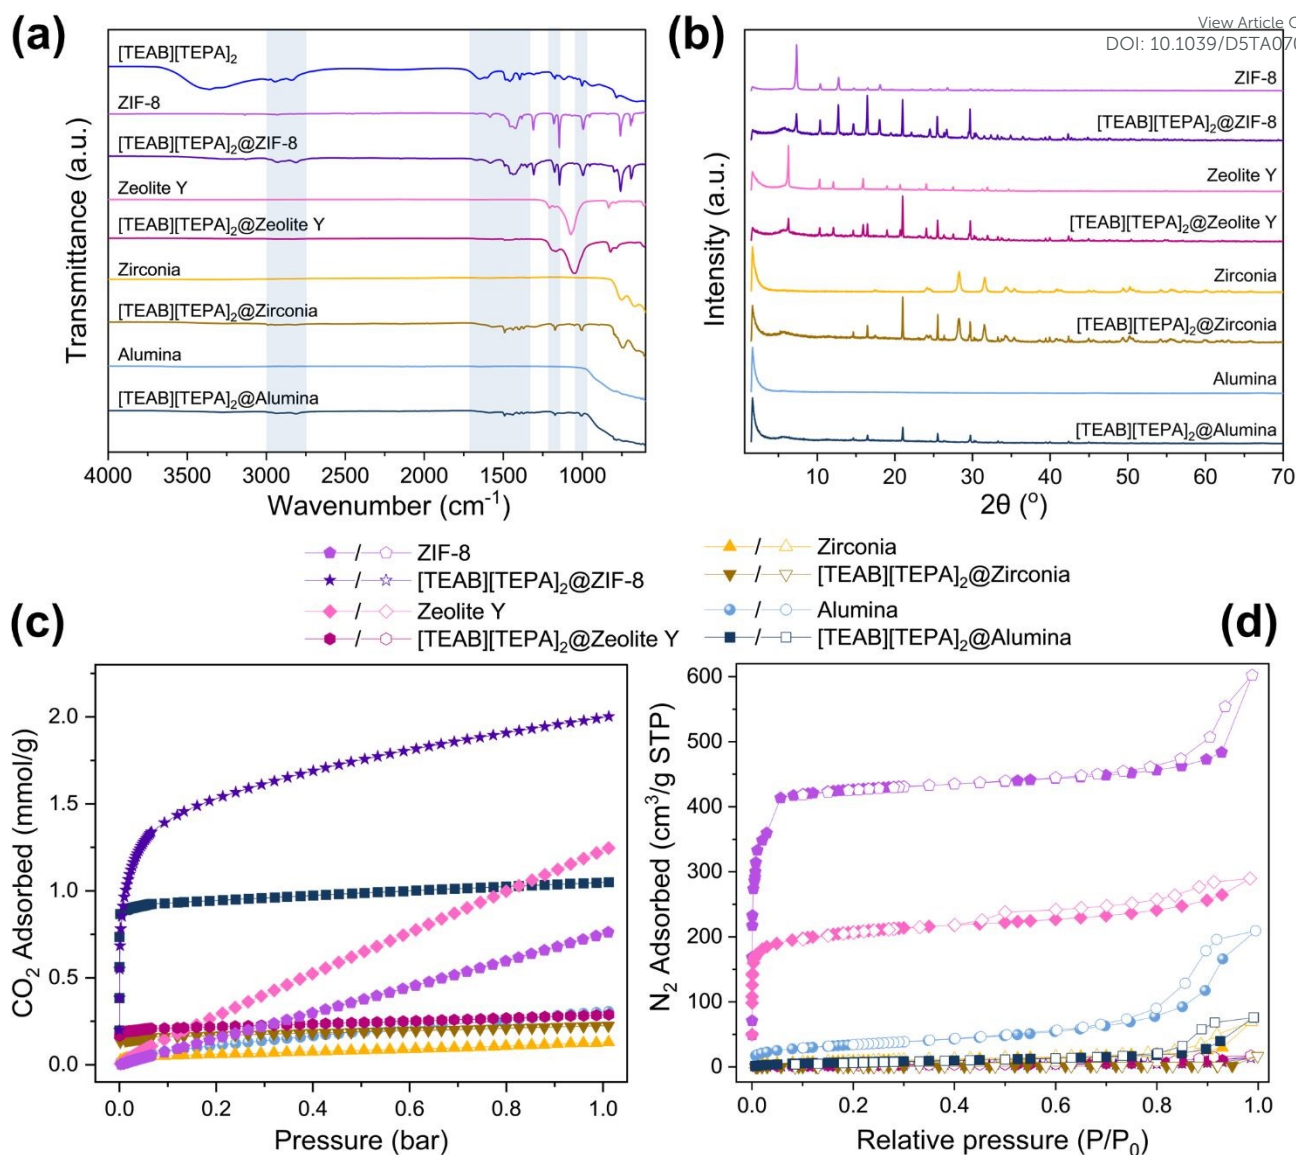 View Article O
DOI: 10.1039/D5TA070
(a)
[TEAB][TEPA]2
ZIF-8
[TEAB][TEPA]2@ZIF-8
Zeolite Y
[TEAB][TEPA]2@Zeolite Y
Zirconia
[TEAB][TEPA]2@Zirconia
Alumina
[TEAB][TEPA]2@Alumina
Transmittance (a.u.)
4000 3500 3000 2500 2000 1500 1000
Wavenumber (cm-1)
(b)
ZIF-8
[TEAB][TEPA]2@ZIF-8
Zeolite Y
[TEAB][TEPA]2@Zeolite Y
Zirconia
[TEAB][TEPA]2@Zirconia
Alumina
[TEAB][TEPA]2@Alumina
Intensity (a.u.)
10 20 30 40 50 60 70
2θ (°)
/ ZIF-8
/ [TEAB][TEPA]2@ZIF-8
/ Zeolite Y
/ [TEAB][TEPA]2@Zeolite Y
/ Zirconia
/ [TEAB][TEPA]2@Zirconia
/ Alumina
/ [TEAB][TEPA]2@Alumina
(c)
CO2 Adsorbed (mmol/g)
2.0
1.5
1.0
0.5
0.0
0.0 0.2 0.4 0.6 0.8 1.0
Pressure (bar)
(d)
N2 Adsorbed (cm3/g STP)
600
500
400
300
200
100
0
0.0 0.2 0.4 0.6 0.8 1.0
Relative pressure (P/P0)